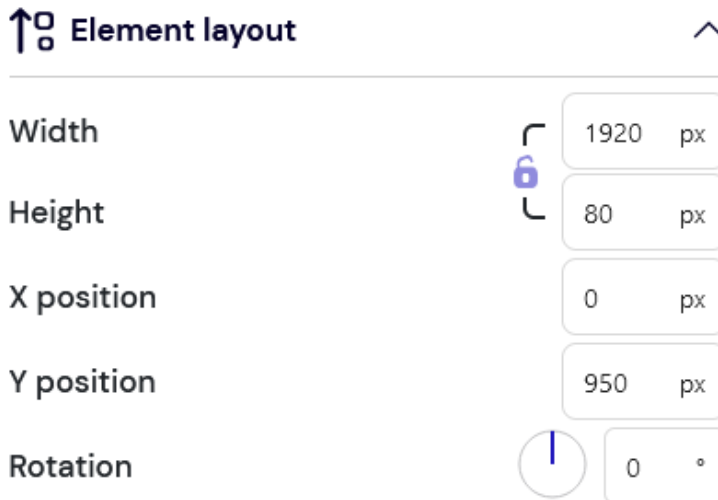 Element layout
Width 1920 px
Height 80 px
X position 0 px
Y position 950 px
Rotation 0 °